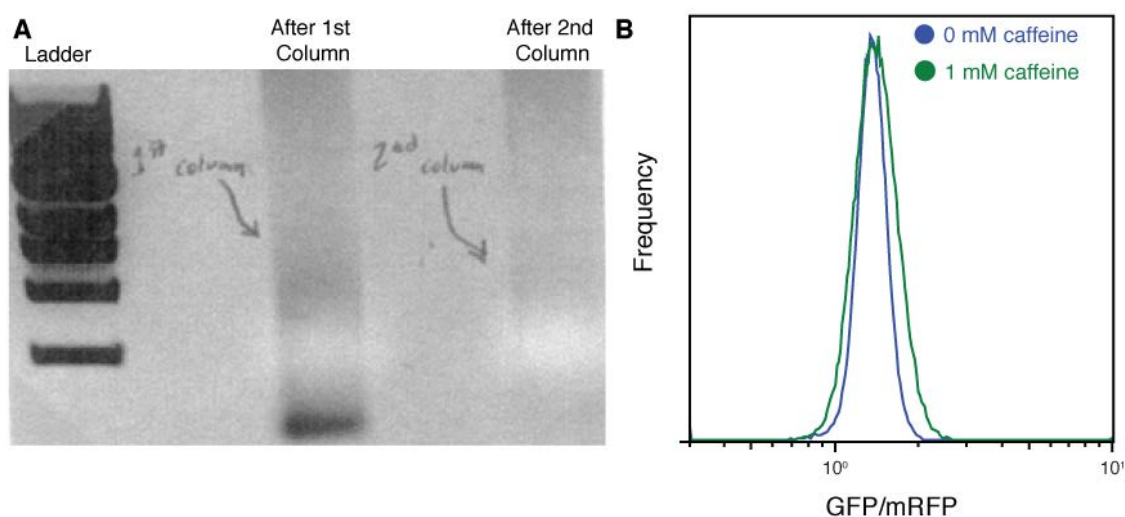 A
Ladder
After 1st
Column
After 2nd
Column
1st column
2nd column
B
0 mM caffeine
1 mM caffeine
Frequency
10⁰
10¹
GFP/mRFP